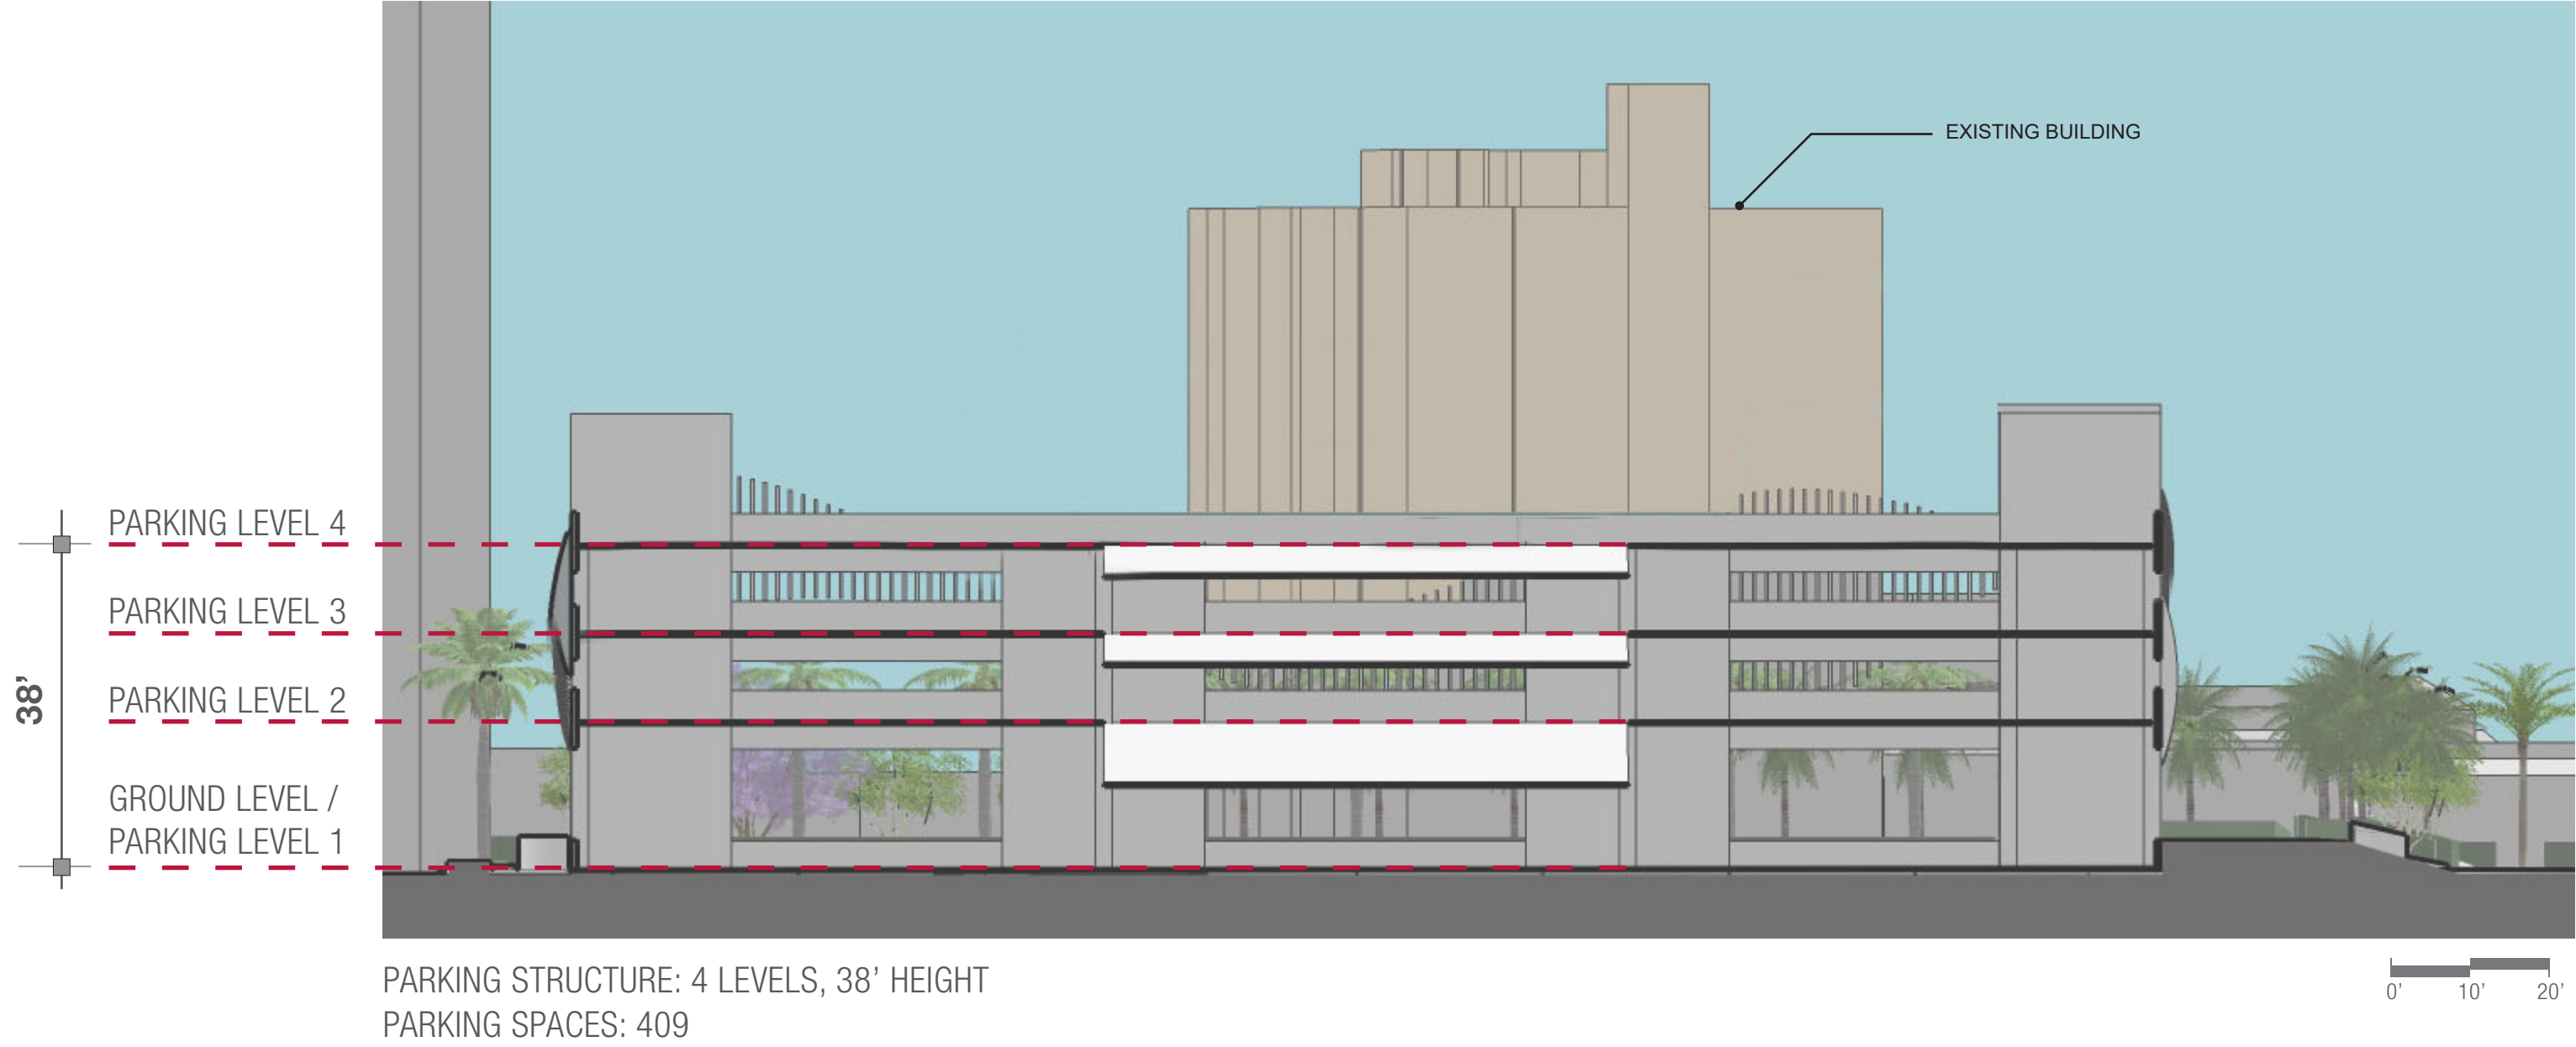 EXISTING BUILDING
PARKING LEVEL 4
PARKING LEVEL 3
PARKING LEVEL 2
38’
GROUND LEVEL /
PARKING LEVEL 1
PARKING STRUCTURE: 4 LEVELS, 38’ HEIGHT
PARKING SPACES: 409
0’ 10’ 20’